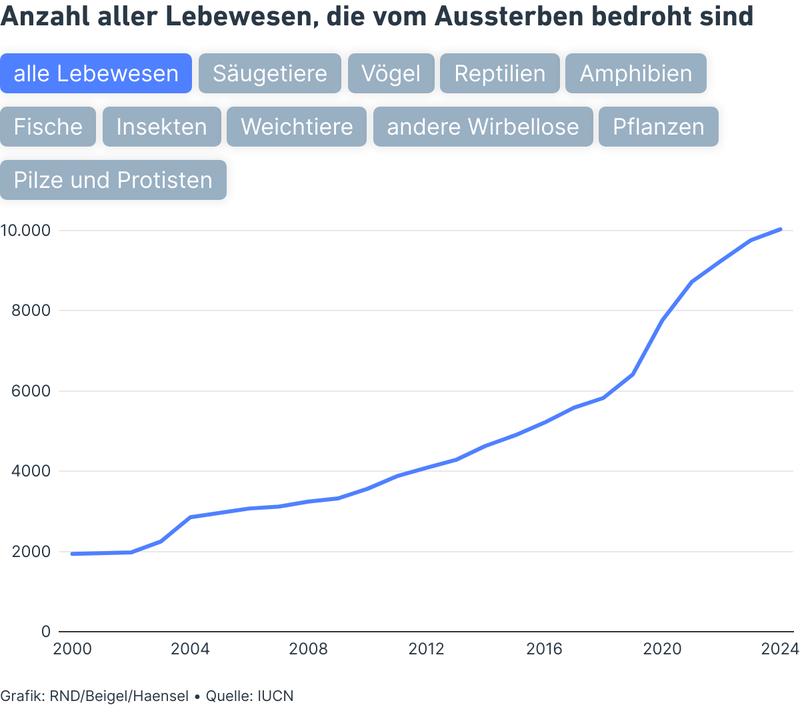 Anzahl aller Lebewesen, die vom Aussterben bedroht sind
alle Lebewesen Säugetiere Vögel Reptilien Amphibien
Fische Insekten Weichtiere andere Wirbellose Pflanzen
Pilze und Protisten
10.000
8000
6000
4000
2000
0
2000 2004 2008 2012 2016 2020 2024
Grafik: RND/Beigel/Haensel • Quelle: IUCN